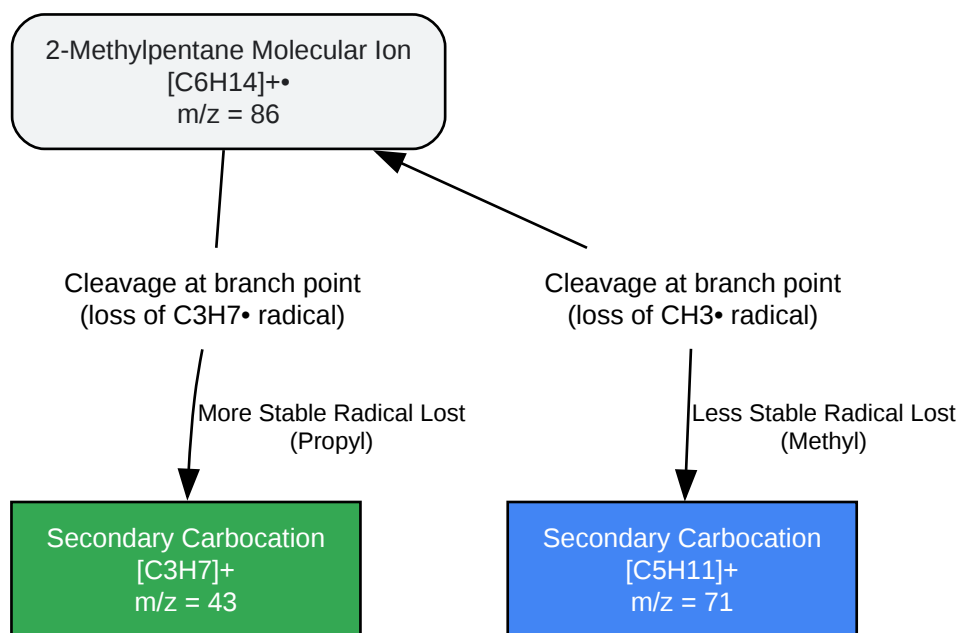 2-Methylpentane Molecular Ion
[C6H14]+•
m/z = 86
Cleavage at branch point
(loss of C3H7• radical)
Cleavage at branch point
(loss of CH3• radical)
More Stable Radical Lost
(Propyl)
Less Stable Radical Lost
(Methyl)
Secondary Carbocation
[C3H7]+
m/z = 43
Secondary Carbocation
[C5H11]+
m/z = 71